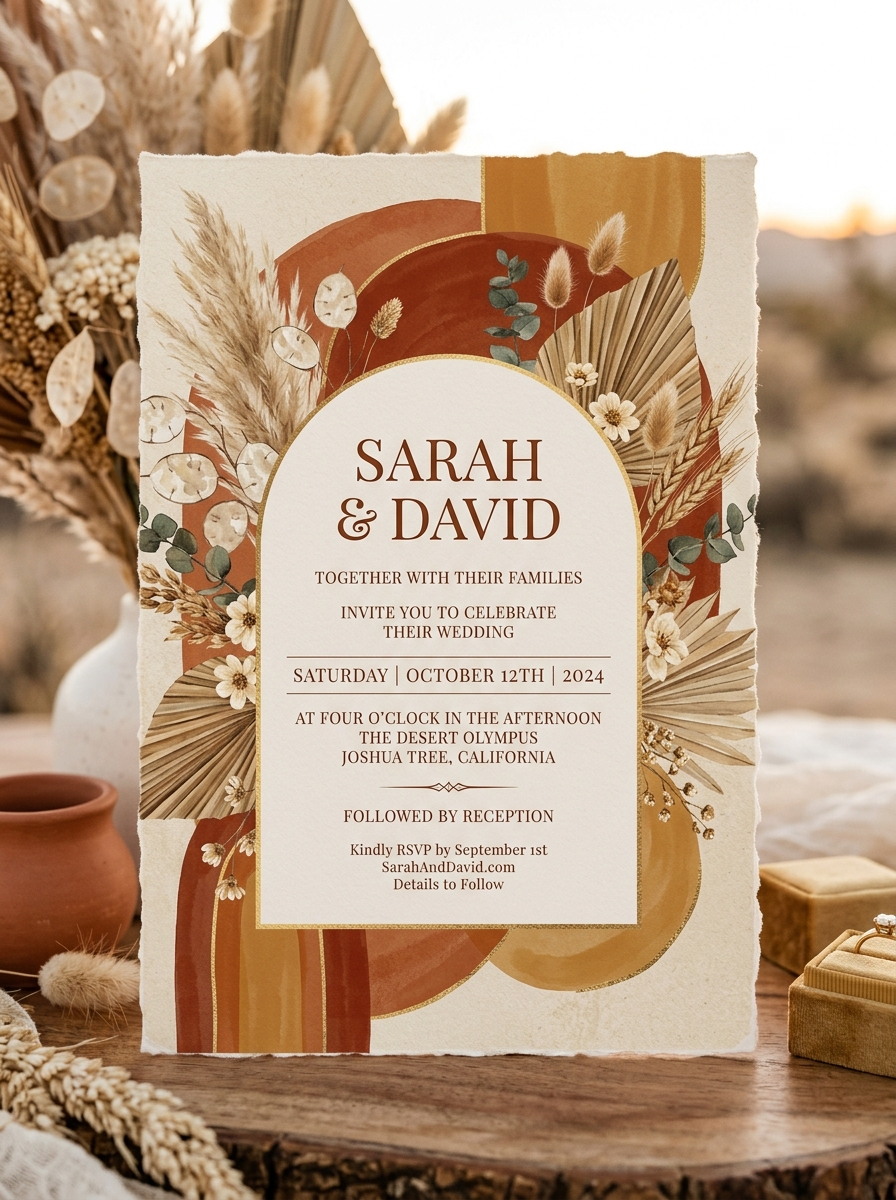 SARAH
& DAVID
TOGETHER WITH THEIR FAMILIES
INVITE YOU TO CELEBRATE
THEIR WEDDING
SATURDAY | OCTOBER 12TH | 2024
AT FOUR O'CLOCK IN THE AFTERNOON
THE DESERT OLYMPUS
JOSHUA TREE, CALIFORNIA
FOLLOWED BY RECEPTION
Kindly RSVP by September 1st
SarahAndDavid.com
Details to Follow